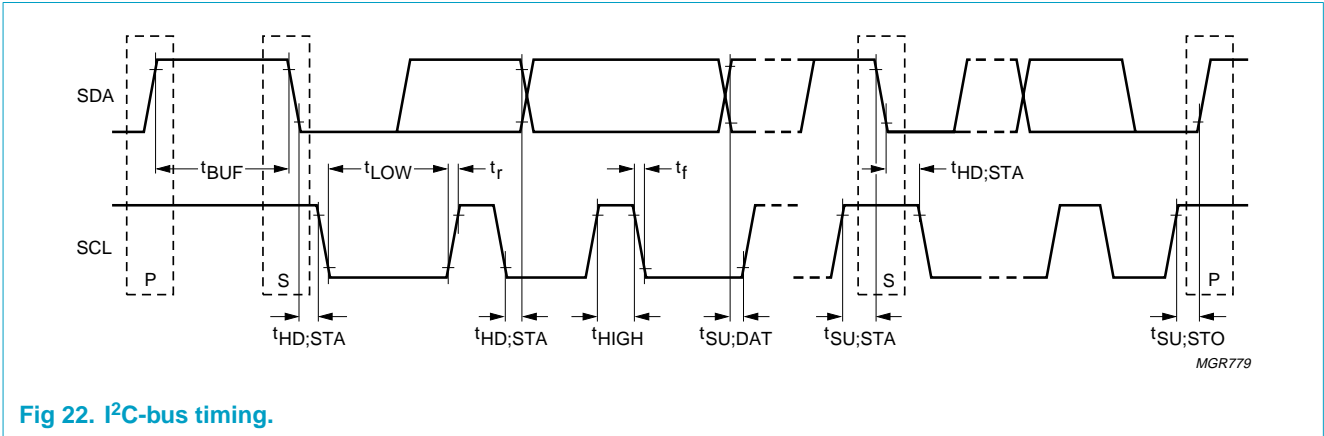 SDA
tBUF
tLOW
tr
tf
tHD;STA
SCL
P
S
S
P
tHD;STA
tHD;STA
tHIGH
tSU;DAT
tSU;STA
tSU;STO
MGR779
Fig 22. I²C-bus timing.